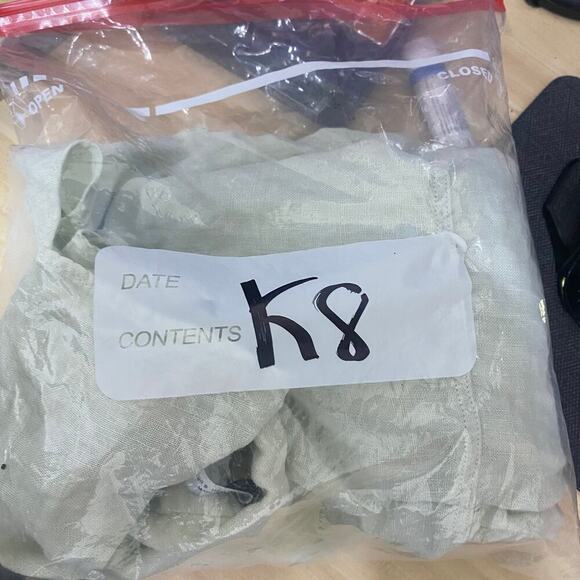 OPEN
CLOSED
DATE
CONTENTS K8